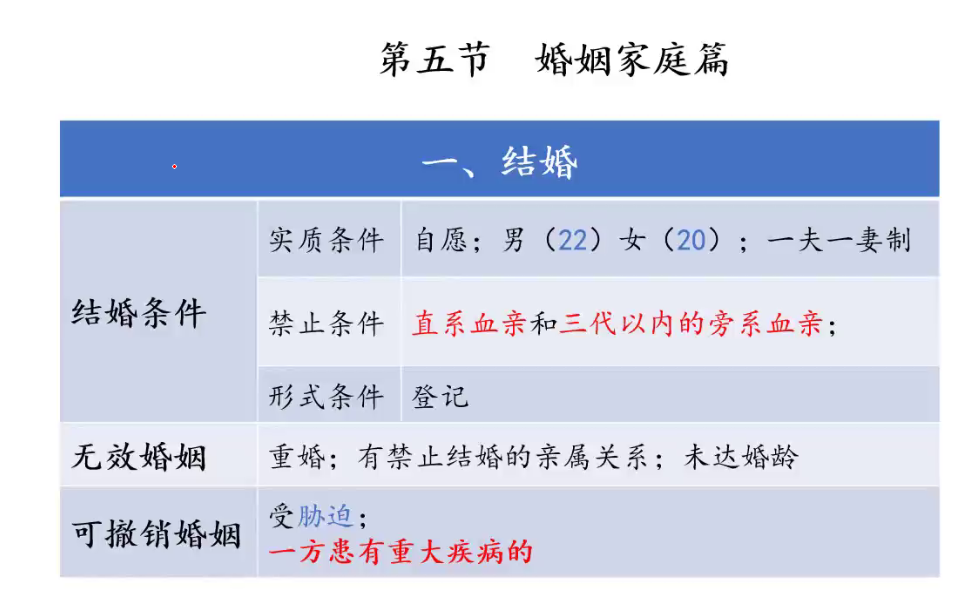 第五节 婚姻家庭篇
一、结婚
结婚条件
实质条件
自愿；男（22）女（20）；一夫一妻制
禁止条件
直系血亲和三代以内的旁系血亲；
形式条件
登记
无效婚姻
重婚；有禁止结婚的亲属关系；未达婚龄
可撤销婚姻
受胁迫；
一方患有重大疾病的